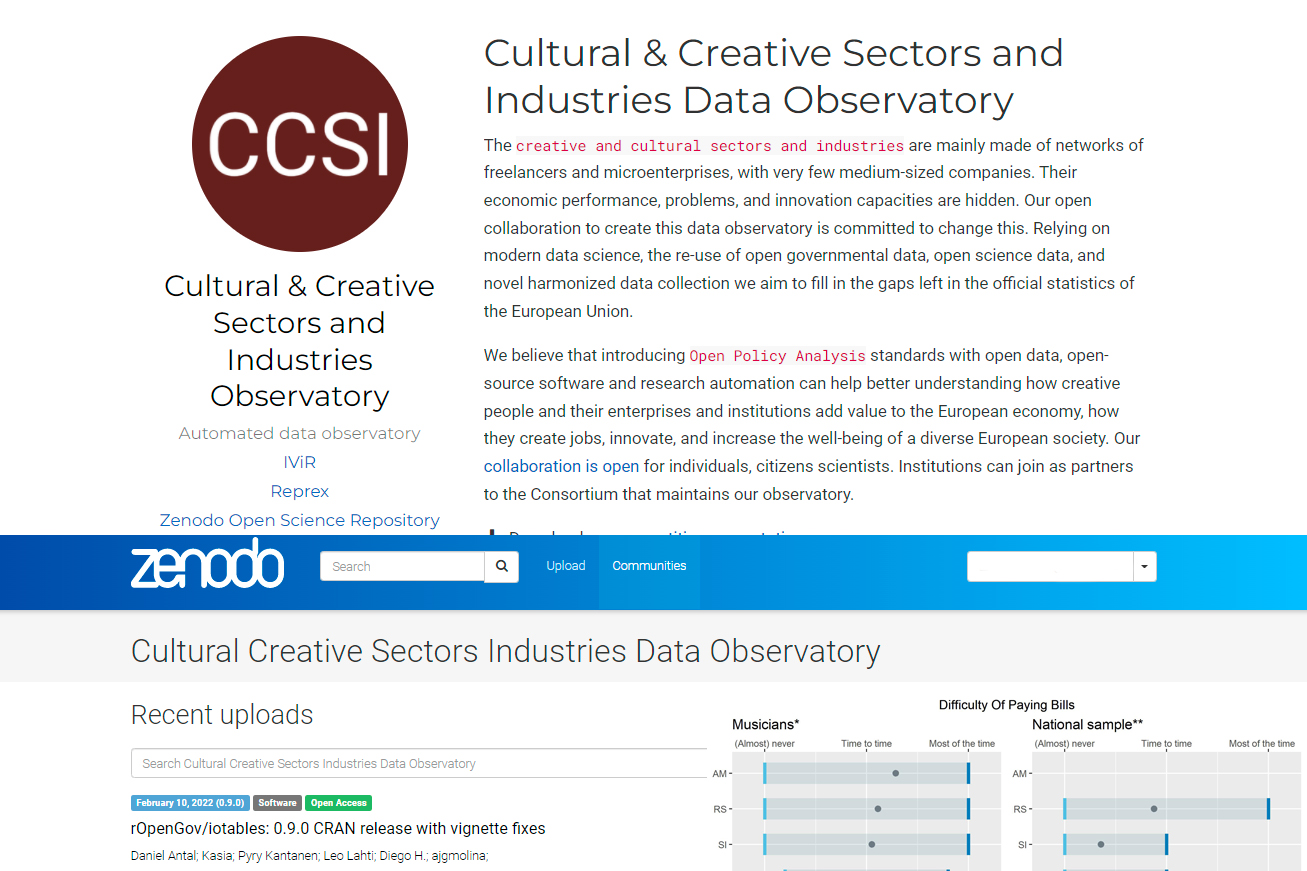 CCSI
Cultural & Creative
Sectors and
Industries
Observatory
Automated data observatory
IViR
Reprex
Zenodo Open Science Repository
Cultural & Creative Sectors and
Industries Data Observatory
The creative and cultural sectors and industries are mainly made of networks of
freelancers and microenterprises, with very few medium-sized companies. Their
economic performance, problems, and innovation capacities are hidden. Our open
collaboration to create this data observatory is committed to change this. Relying on
modern data science, the re-use of open governmental data, open science data, and
novel harmonized data collection we aim to fill in the gaps left in the official statistics of
the European Union.
We believe that introducing Open Policy Analysis standards with open data, open-
source software and research automation can help better understanding how creative
people and their enterprises and institutions add value to the European economy, how
they create jobs, innovate, and increase the well-being of a diverse European society. Our
collaboration is open for individuals, citizens scientists. Institutions can join as partners
to the Consortium that maintains our observatory.
zenodo
Search
Upload
Communities
Cultural Creative Sectors Industries Data Observatory
Recent uploads
Search Cultural Creative Sectors Industries Data Observatory
February 10, 2022 (0.9.0) Software Open Access
rOpenGov/iotables: 0.9.0 CRAN release with vignette fixes
Daniel Antal; Kasia; Pyry Kantanen; Leo Lahti; Diego H.; ajgmolina;
Difficulty Of Paying Bills
Musicians*
(Almost) never Time to time Most of the time
AM
RS
SI
National sample**
(Almost) never Time to time Most of the time
AM
RS
SI